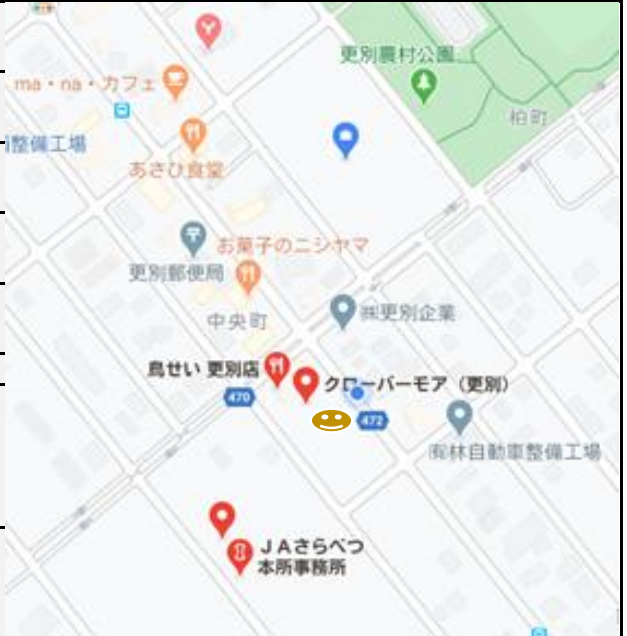 更別農村公園
ma・na・カフェ
柏町
整備工場
あさひ食堂
お菓子のニシヤマ
更別郵便局
中央町
㈱更別企業
鳥せい 更別店
クローバーモア（更別）
470
472
㈲林自動車整備工場
JAさらべつ
本所事務所